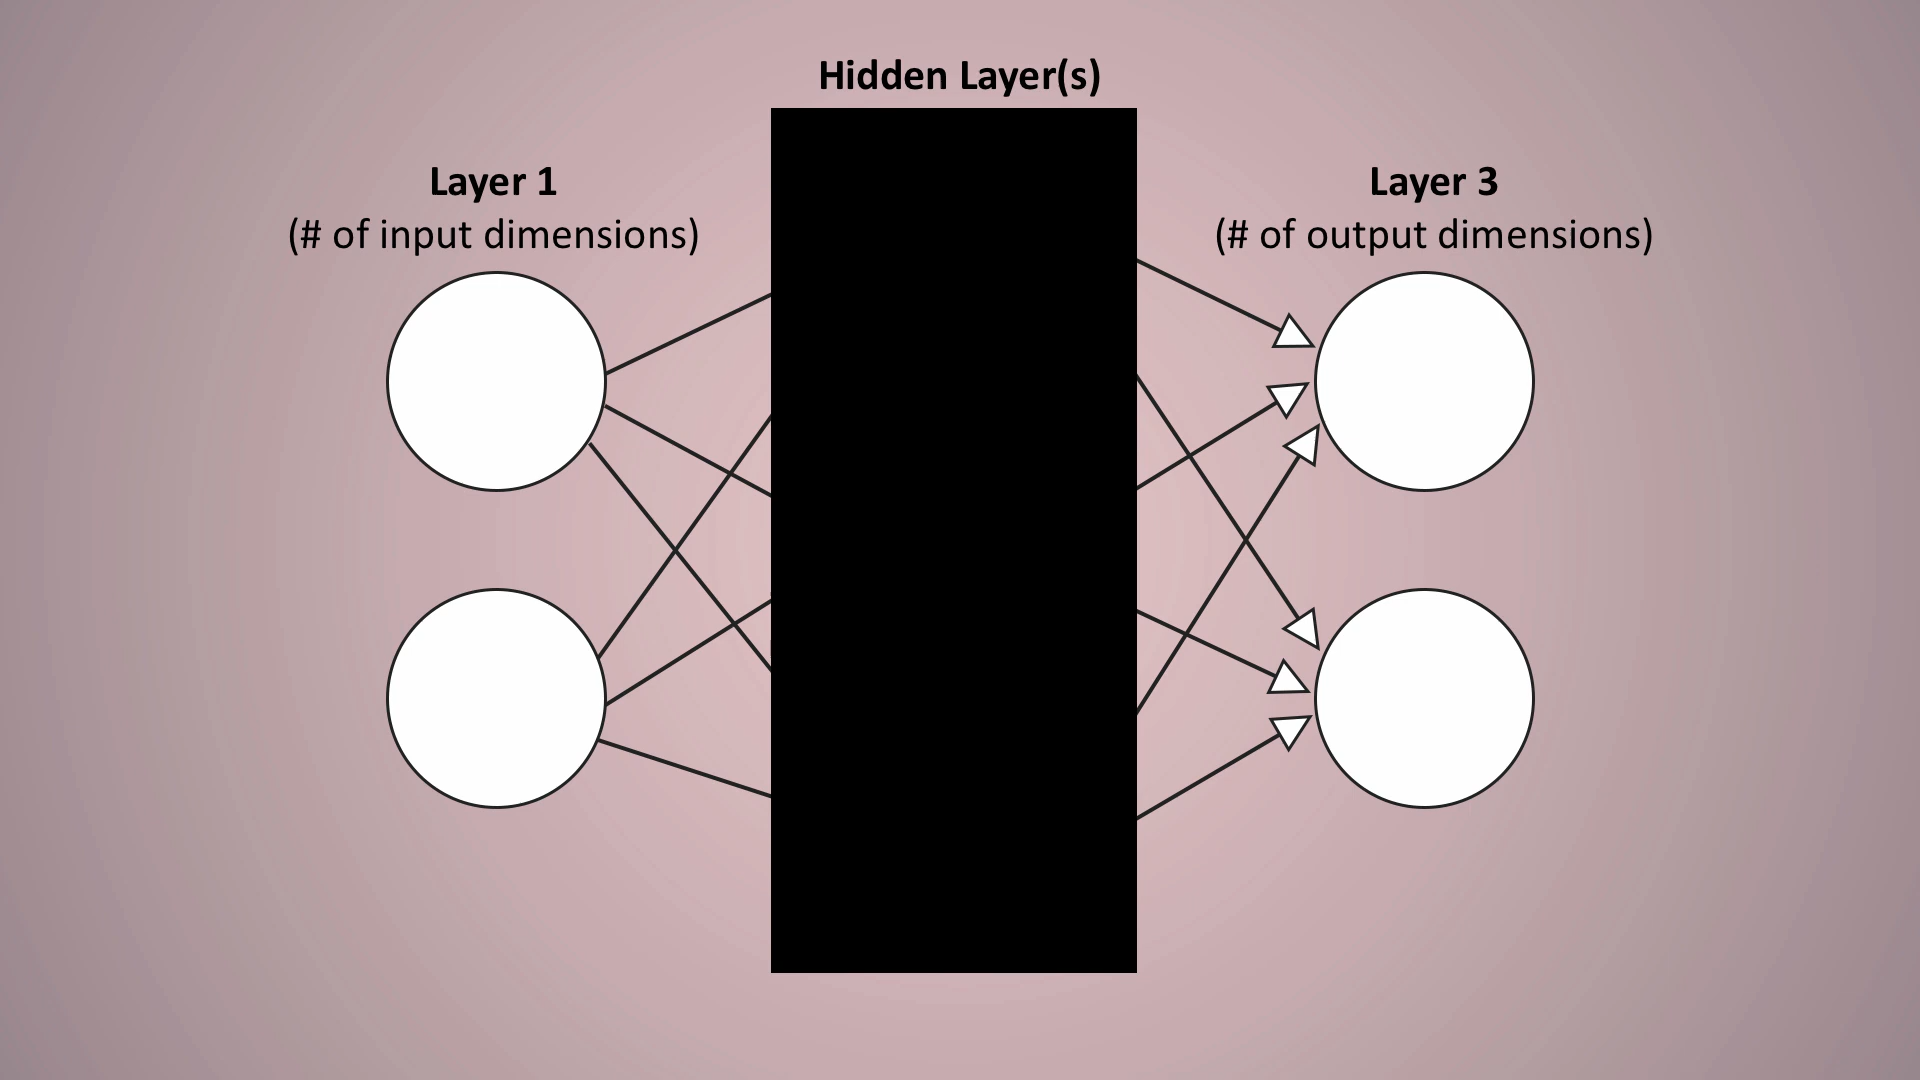 Hidden Layer(s)
Layer 1
(# of input dimensions)
Layer 3
(# of output dimensions)